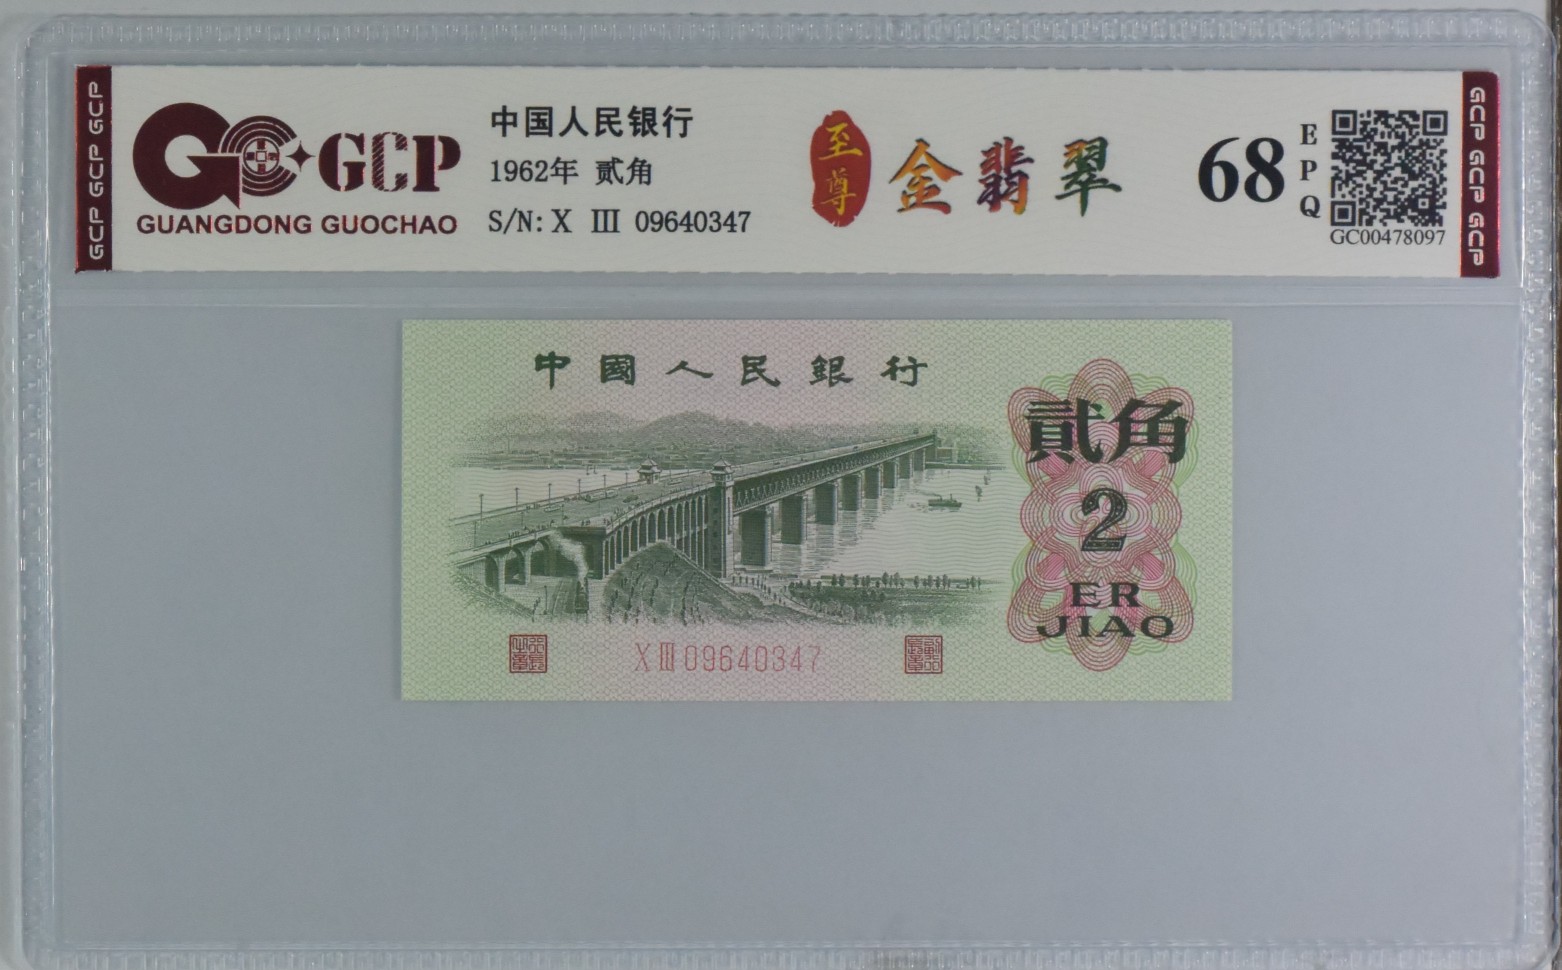 GCP GCP GCP
GCP
GUANGDONG GUOCHAO
中国人民银行
1962年 贰角
S/N: X Ⅲ 09640347
至尊
金翡翠
68
EPQ
GC00478097
GCP GCP GCP
中國人民銀行
貳角
2
ER
JIAO
X Ⅲ 09640347